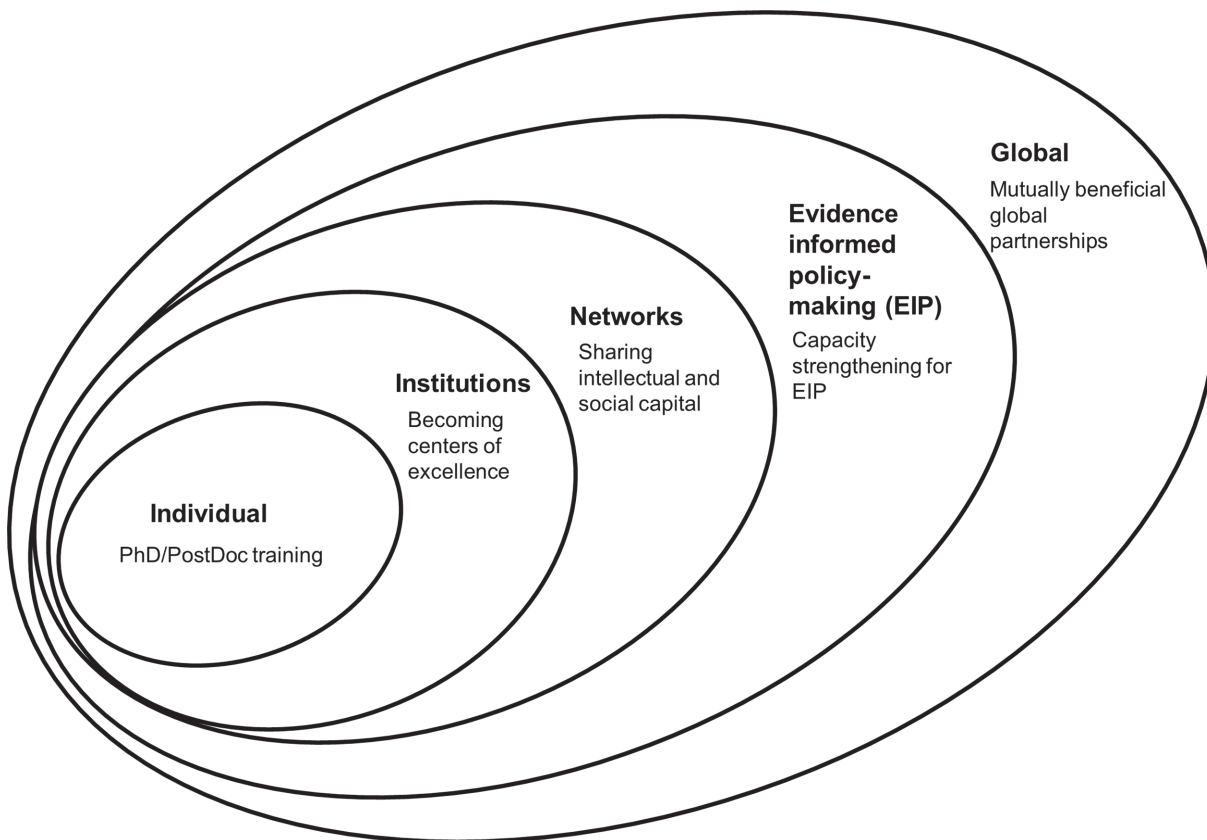 Global
Mutually beneficial
global
partnerships
Evidence
informed
policy-
making (EIP)
Capacity
strengthening for
EIP
Networks
Sharing
intellectual and
social capital
Institutions
Becoming
centers of
excellence
Individual
PhD/PostDoc training